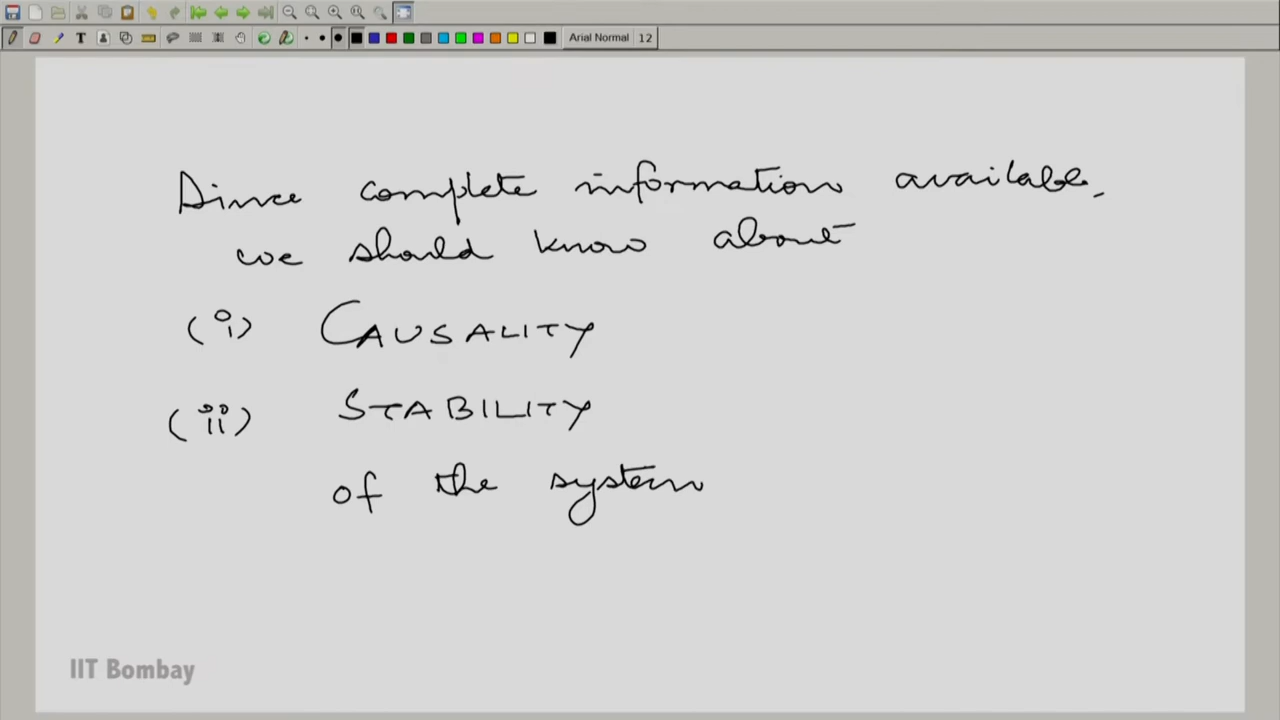 Arial Normal 12
Since complete information available,
we should know about
(i) CAUSALITY
(ii) STABILITY
of the system
IIT Bombay